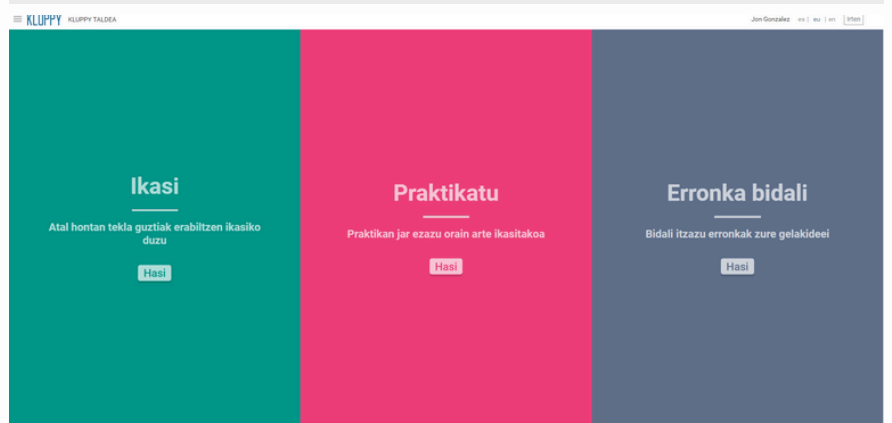 KLUPPY KLUPPY TALDEA Jon Gonzalez es | eu | en Irten
Ikasi
Atal hontan tekla guztiak erabiltzen ikasiko
duzu
Hasi
Praktikatu
Praktikan jar ezazu orain arte ikasitakoa
Hasi
Erronka bidali
Bidali itzazu erronkak zure gelakideei
Hasi